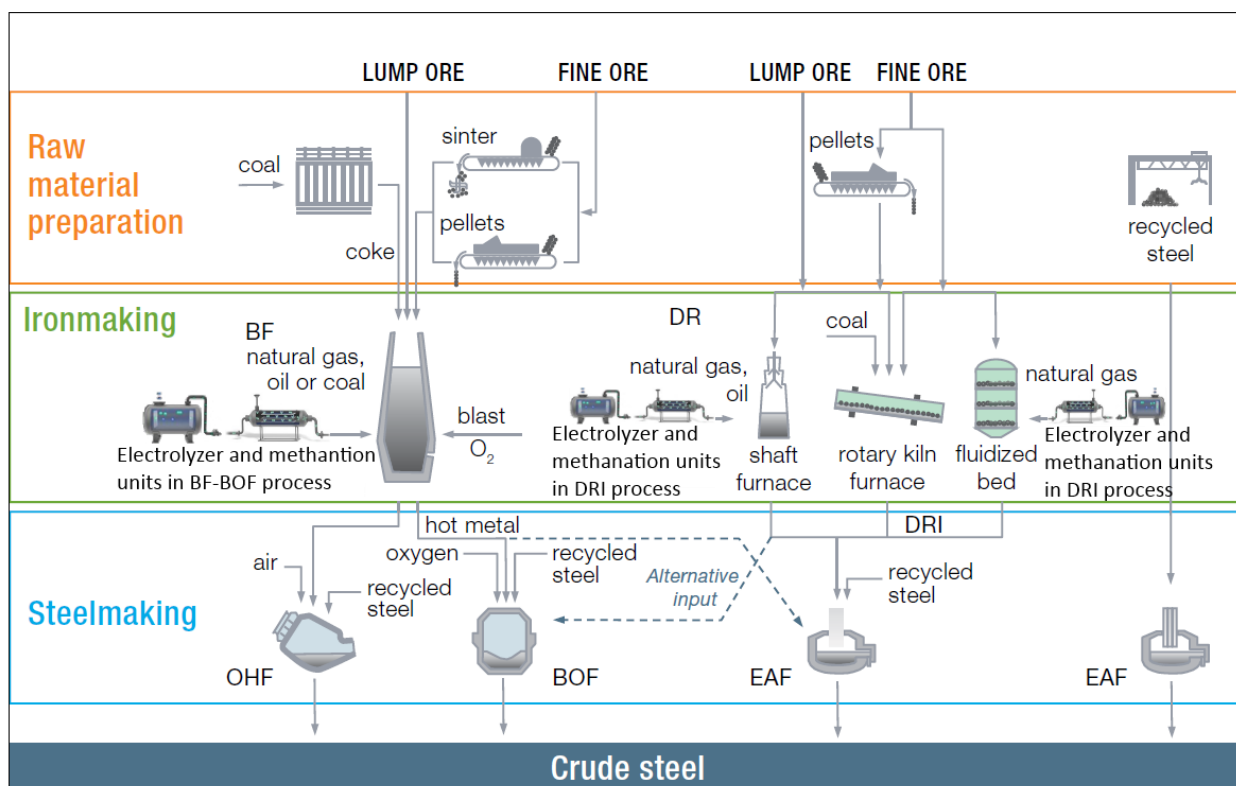 LUMP ORE
FINE ORE
LUMP ORE
FINE ORE
Raw
material
preparation
coal
coke
sinter
pellets
pellets
recycled
steel
Ironmaking
BF
natural gas,
oil or coal
Electrolyzer and methantion
units in BF-BOF process
blast
O2
DR
natural gas,
oil
Electrolyzer and
methanation units
in DRI process
shaft
furnace
coal
rotary kiln
furnace
fluidized
bed
natural gas
Electrolyzer and
methanation units
in DRI process
Steelmaking
hot metal
air
recycled
steel
OHF
oxygen
recycled
steel
BOF
Alternative
input
DRI
recycled
steel
EAF
EAF
Crude steel